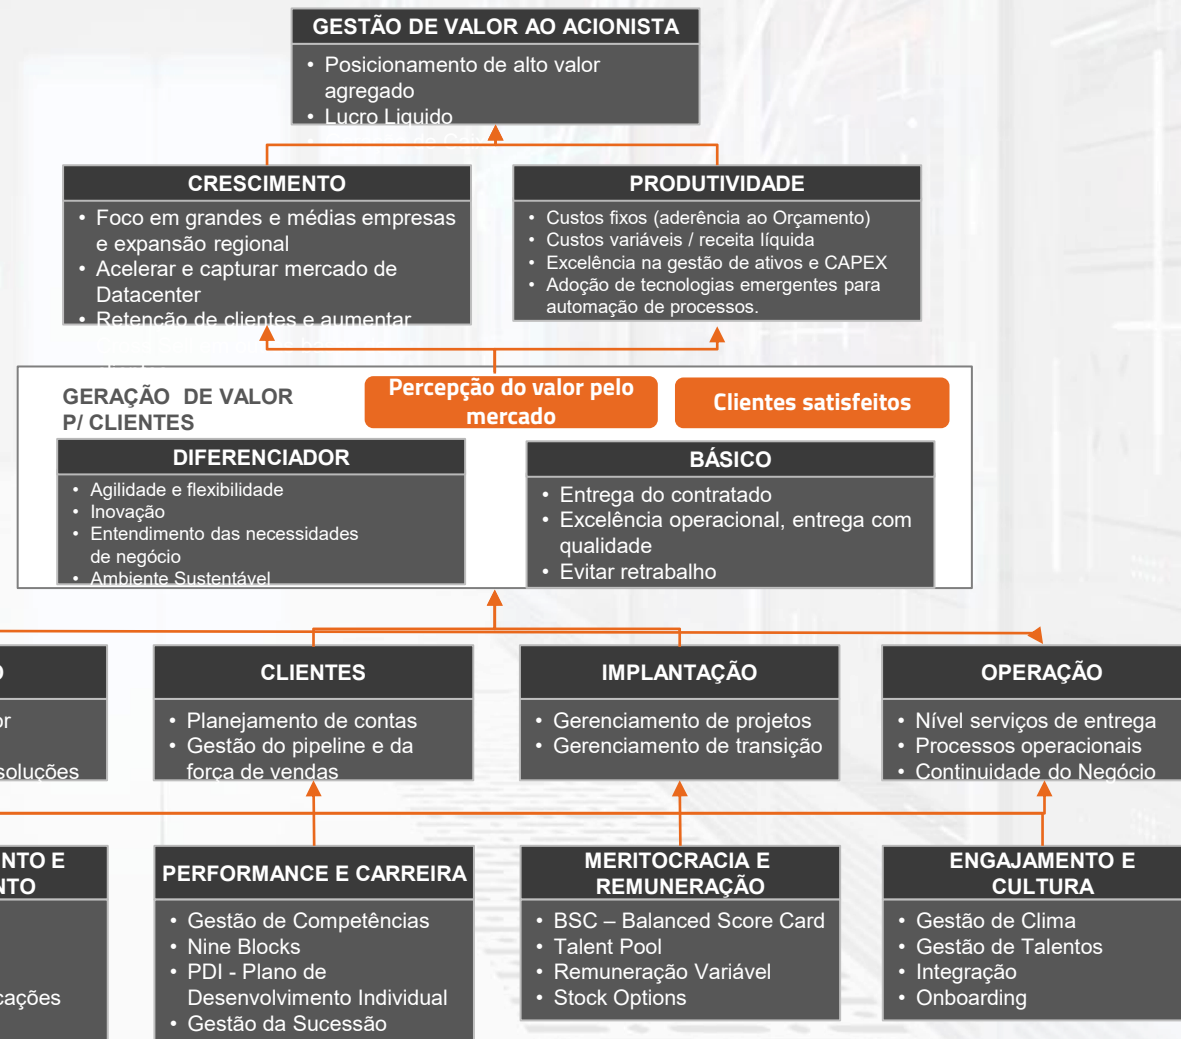 GESTÃO DE VALOR AO ACIONISTA
• Posicionamento de alto valor
agregado
• Lucro Liquido
CRESCIMENTO
• Foco em grandes e médias empresas
e expansão regional
• Acelerar e capturar mercado de
Datacenter
• Retenção de clientes e aumentar
PRODUTIVIDADE
• Custos fixos (aderência ao Orçamento)
• Custos variáveis / receita líquida
• Excelência na gestão de ativos e CAPEX
• Adoção de tecnologias emergentes para
automação de processos.
GERAÇÃO DE VALOR
P/ CLIENTES
Percepção do valor pelo
mercado
Clientes satisfeitos
DIFERENCIADOR
• Agilidade e flexibilidade
• Inovação
• Entendimento das necessidades
de negócio
• Ambiente Sustentável
BÁSICO
• Entrega do contratado
• Excelência operacional, entrega com
qualidade
• Evitar retrabalho
O
or
soluções
CLIENTES
• Planejamento de contas
• Gestão do pipeline e da
força de vendas
IMPLANTAÇÃO
• Gerenciamento de projetos
• Gerenciamento de transição
OPERAÇÃO
• Nível serviços de entrega
• Processos operacionais
• Continuidade do Negócio
NTO E
NTO
cações
PERFORMANCE E CARREIRA
• Gestão de Competências
• Nine Blocks
• PDI - Plano de
Desenvolvimento Individual
• Gestão da Sucessão
MERITOCRACIA E
REMUNERAÇÃO
• BSC – Balanced Score Card
• Talent Pool
• Remuneração Variável
• Stock Options
ENGAJAMENTO E
CULTURA
• Gestão de Clima
• Gestão de Talentos
• Integração
• Onboarding